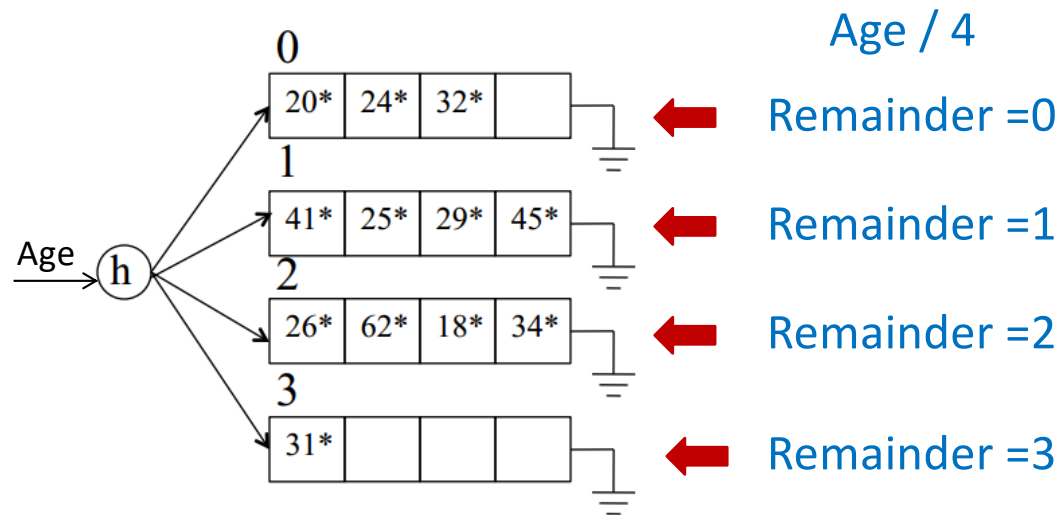 Age / 4
0
20* 24* 32*
Remainder =0
1
41* 25* 29* 45*
Remainder =1
Age
h
2
26* 62* 18* 34*
Remainder =2
3
31*
Remainder =3